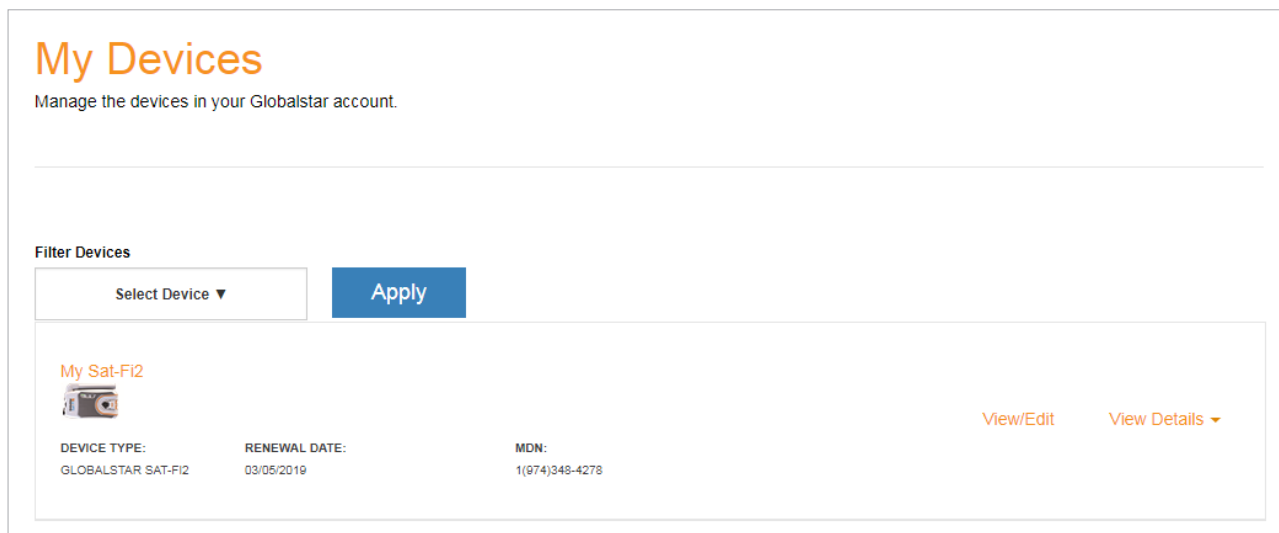 My Devices
Manage the devices in your Globalstar account.
Filter Devices
Select Device ▼
Apply
My Sat-Fi2
View/Edit
View Details
DEVICE TYPE:
RENEWAL DATE:
MDN:
GLOBALSTAR SAT-FI2
03/05/2019
1(974)348-4278